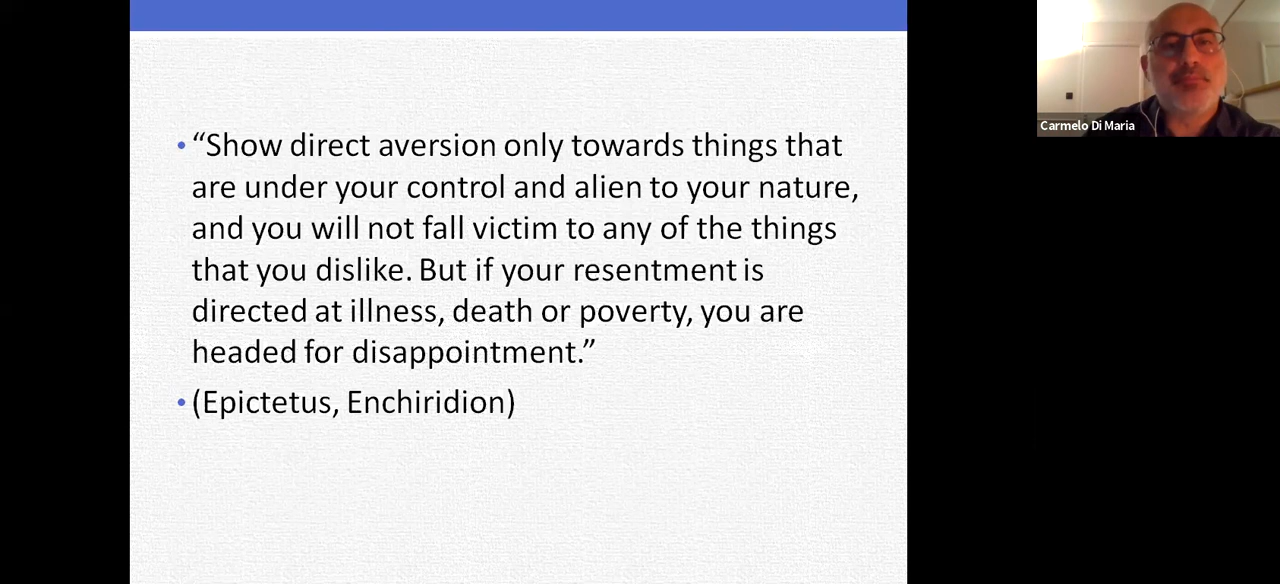 • “Show direct aversion only towards things that
are under your control and alien to your nature,
and you will not fall victim to any of the things
that you dislike. But if your resentment is
directed at illness, death or poverty, you are
headed for disappointment.”
• (Epictetus, Enchiridion)
Carmelo Di Maria